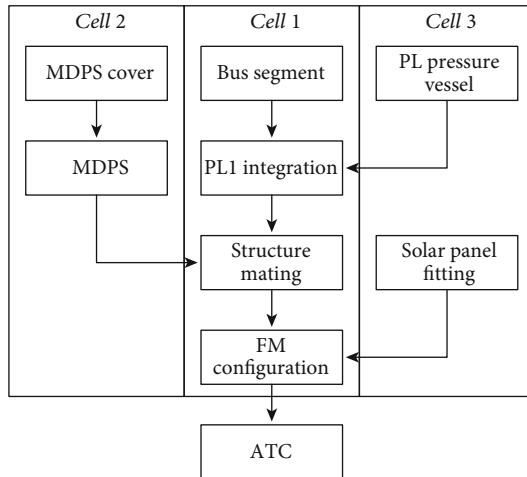 Cell 2
MDPS cover
MDPS
Cell 1
Bus segment
PL1 integration
Structure
mating
FM
configuration
Cell 3
PL pressure
vessel
Solar panel
fitting
ATC